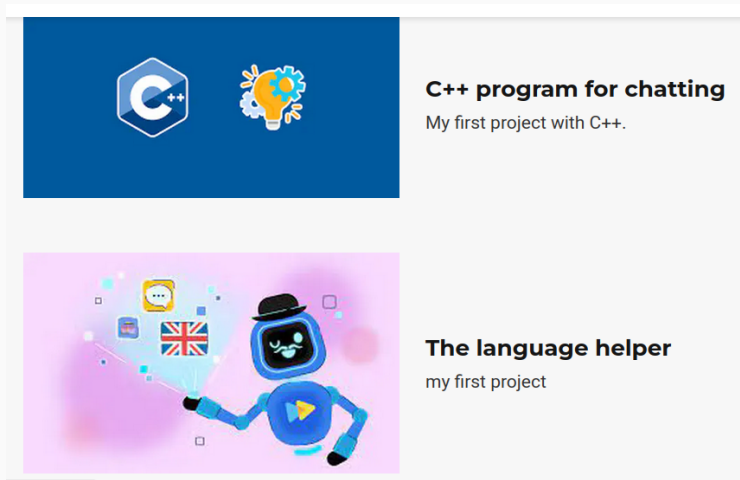 C++
C++ program for chatting
My first project with C++.
The language helper
my first project